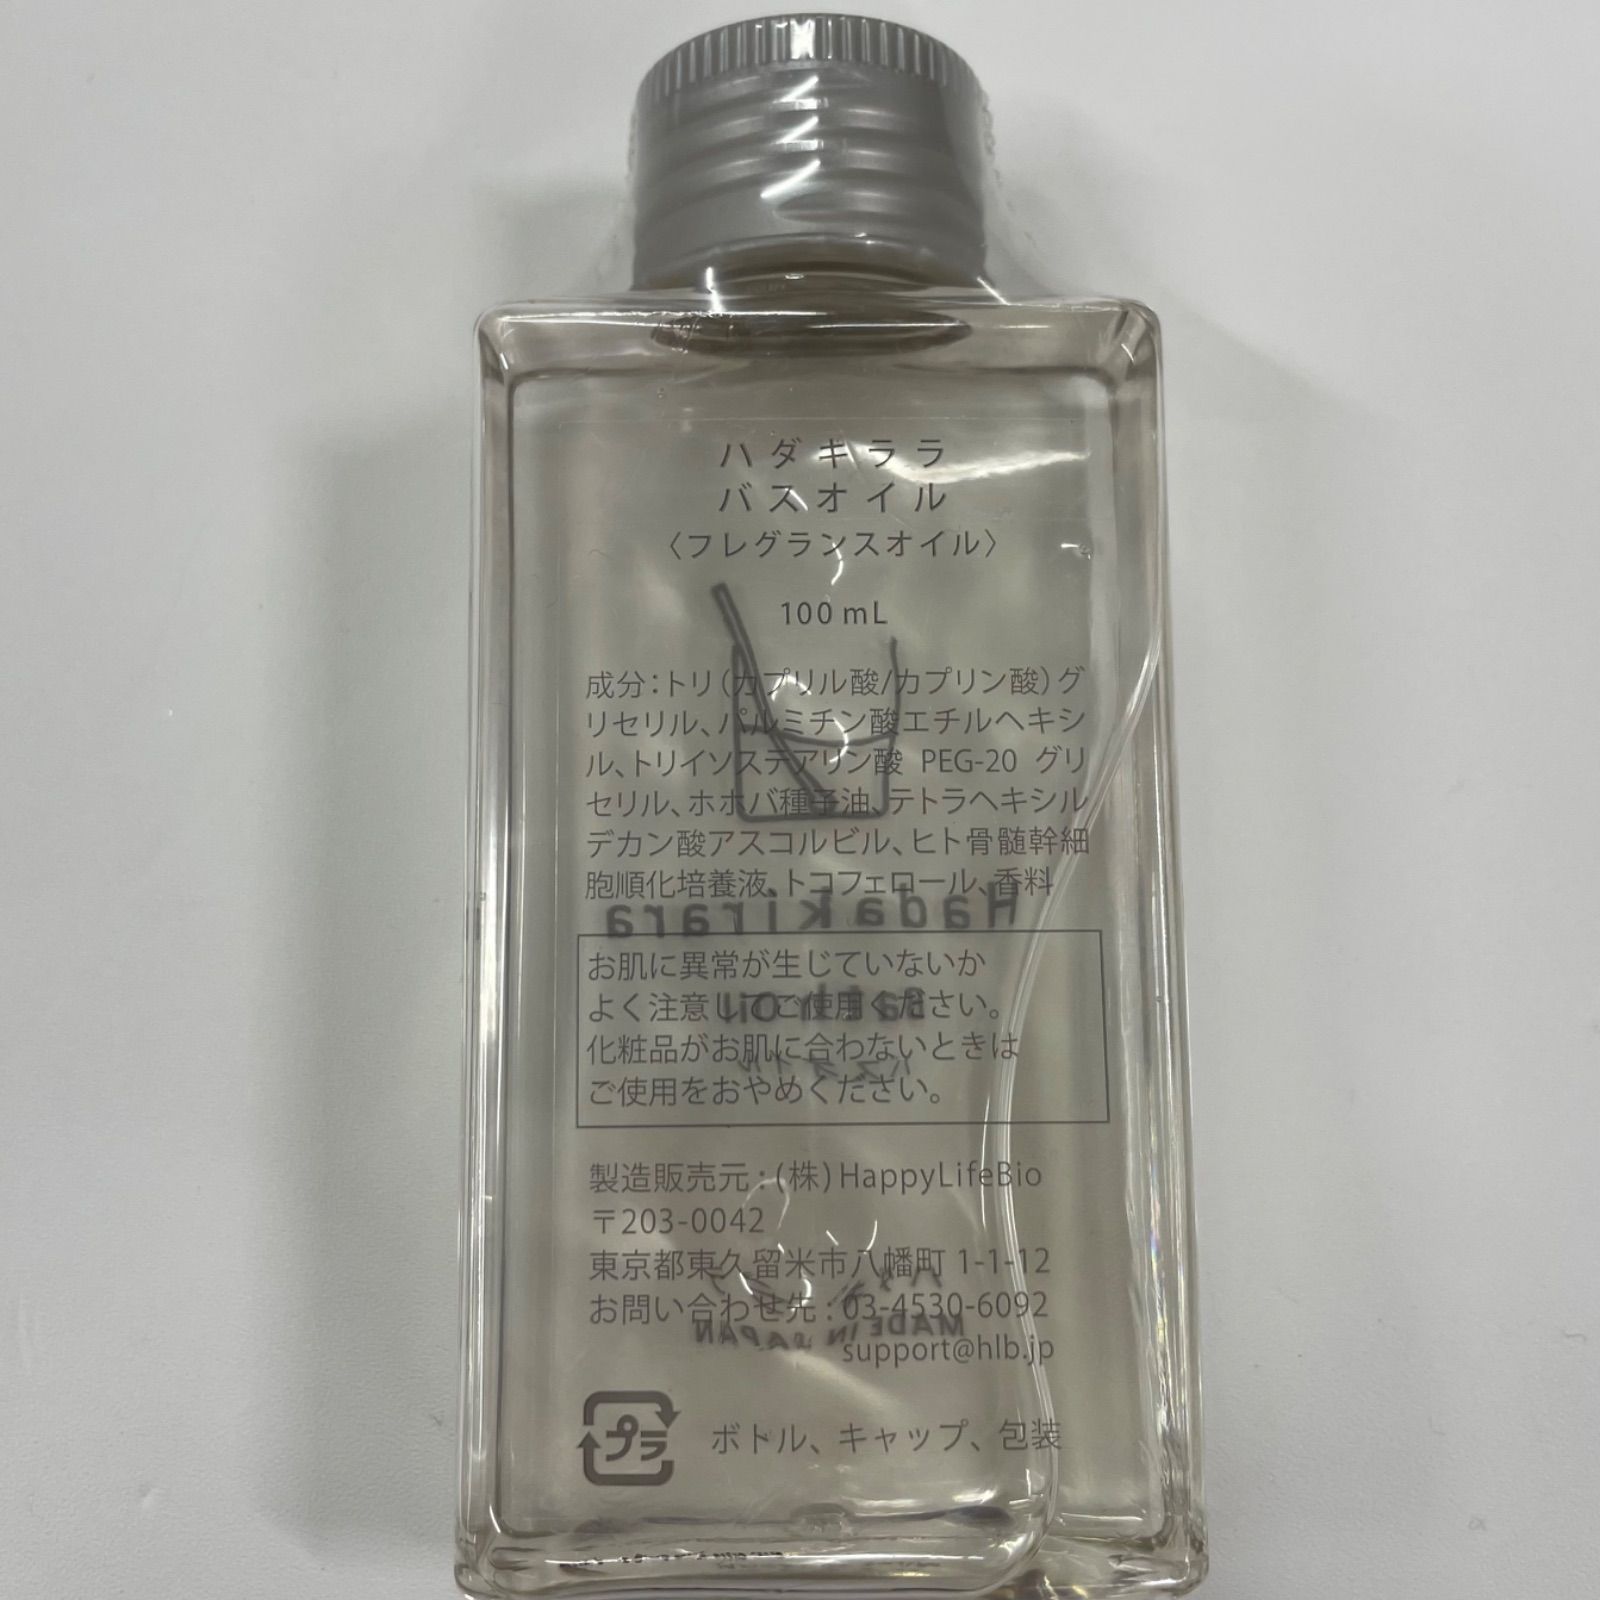 ハダキララ
バスオイル
〈フレグランスオイル〉
100 mL
成分：トリ(カプリル酸/カプリン酸)グ
リセリル、パルミチン酸エチルヘキシ
ル、トリイソステアリン酸 PEG-20 グリ
セリル、ホホバ種子油、テトラヘキシル
デカン酸アスコルビル、ヒト骨髄幹細
胞順化培養液、トコフェロール、香料
Hadakirara
お肌に異常が生じていないか
よく注意してご使用ください。
Bath Oil
化粧品がお肌に合わないときは
バスオイル
ご使用をおやめください。
製造販売元：(株)HappyLifeBio
〒203-0042
東京都東久留米市八幡町 1-1-12
お問い合わせ先：03-4530-6092
MADE IN JAPAN
support@hlb.jp
プラ
ボトル、キャップ、包装